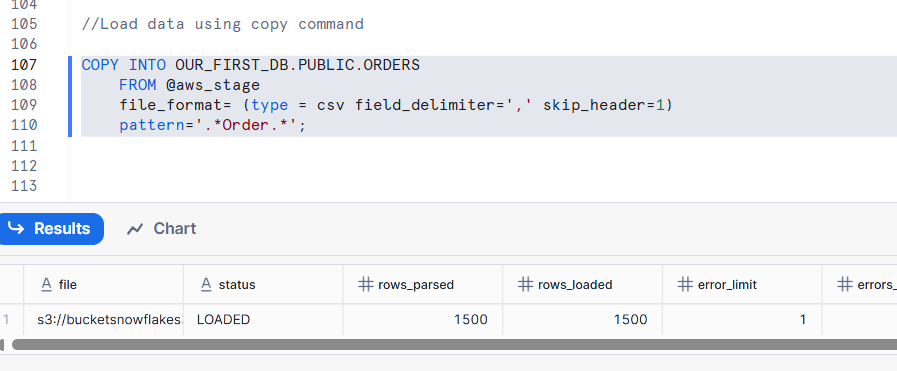 104
105 //Load data using copy command
106
107 COPY INTO OUR_FIRST_DB.PUBLIC.ORDERS
108 FROM @aws_stage
109 file_format= (type = csv field_delimiter=',' skip_header=1)
110 pattern='.*Order.*';
111
112
113
Results Chart
file status rows_parsed rows_loaded error_limit errors_
1 s3://bucketsnowflakes LOADED 1500 1500 1